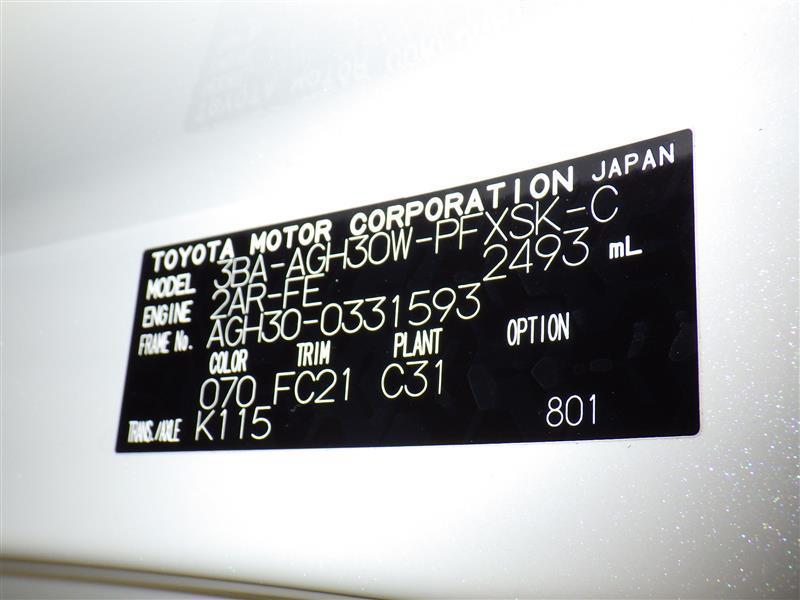 TOYOTA MOTOR CORPORATION JAPAN
MODEL 3BA-AGH30W-PFXSK-C
ENGINE 2AR-FE 2493 mL
FRAME No. AGH30-0331593
COLOR TRIM PLANT OPTION
070 FC21 C31
TRANS./AXLE K115 801